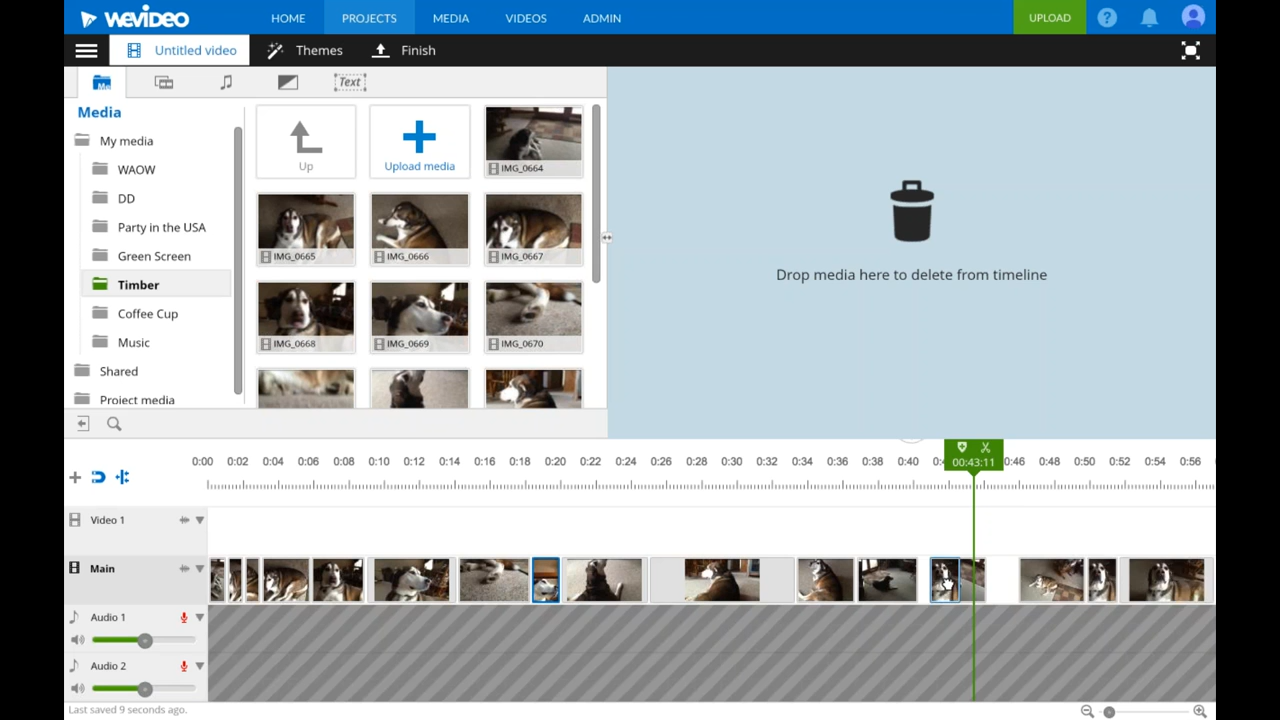 WEVIDEO HOME PROJECTS MEDIA VIDEOS ADMIN UPLOAD ?
Untitled video Themes Finish
Me Text
Media
My media
WAOW
DD
Party in the USA
Green Screen
Timber
Coffee Cup
Music
Shared
Project media
Up Upload media IMG_0664
IMG_0665 IMG_0666 IMG_0667
IMG_0668 IMG_0669 IMG_0670
Drop media here to delete from timeline
0:00 0:02 0:04 0:06 0:08 0:10 0:12 0:14 0:16 0:18 0:20 0:22 0:24 0:26 0:28 0:30 0:32 0:34 0:36 0:38 0:40 00:43:11 0:46 0:48 0:50 0:52 0:54 0:56
Video 1
Main
Audio 1
Audio 2
Last saved 9 seconds ago.